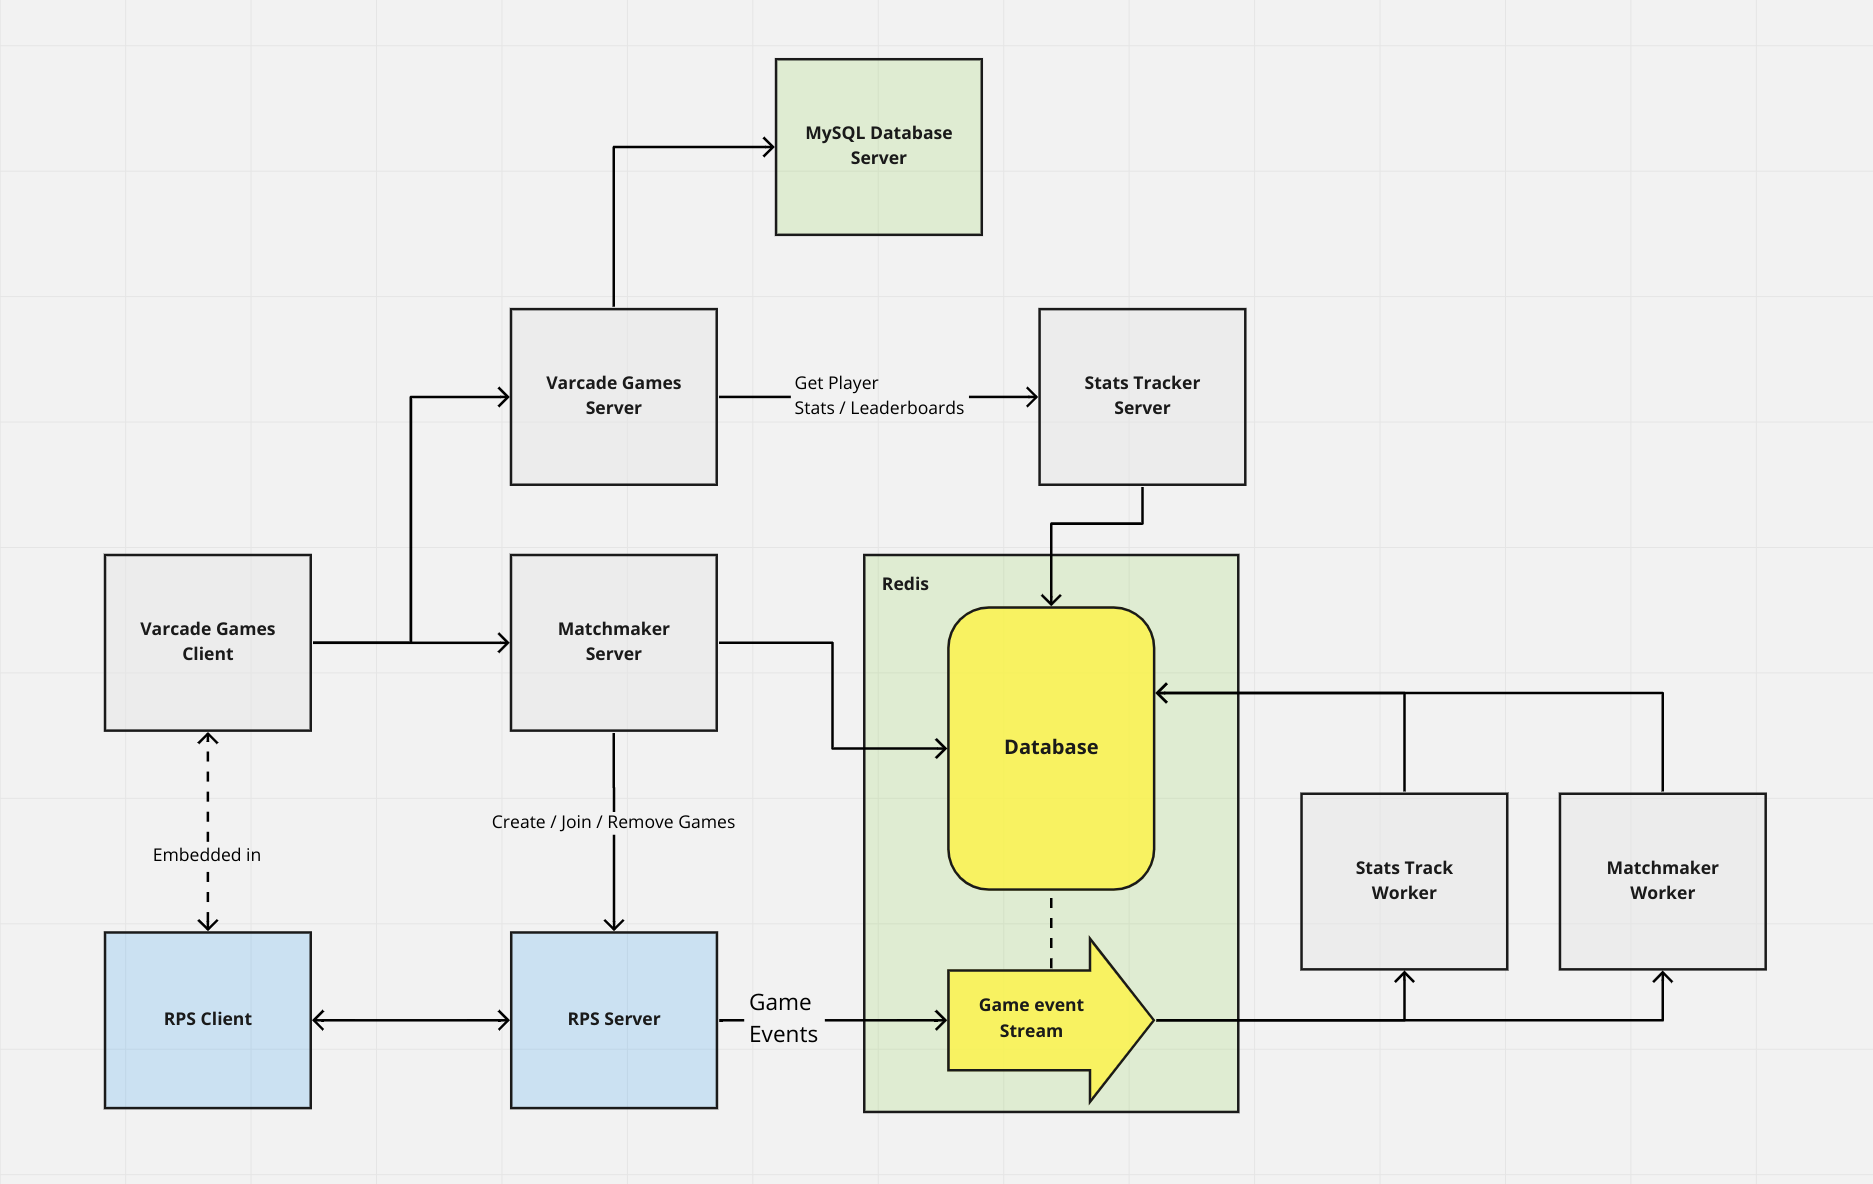 MySQL Database
Server
Varcade Games
Server
Get Player
Stats / Leaderboards
Stats Tracker
Server
Varcade Games
Client
Matchmaker
Server
Redis
Database
Create / Join / Remove Games
Embedded in
Stats Track
Worker
Matchmaker
Worker
RPS Client
RPS Server
Game
Events
Game event
Stream